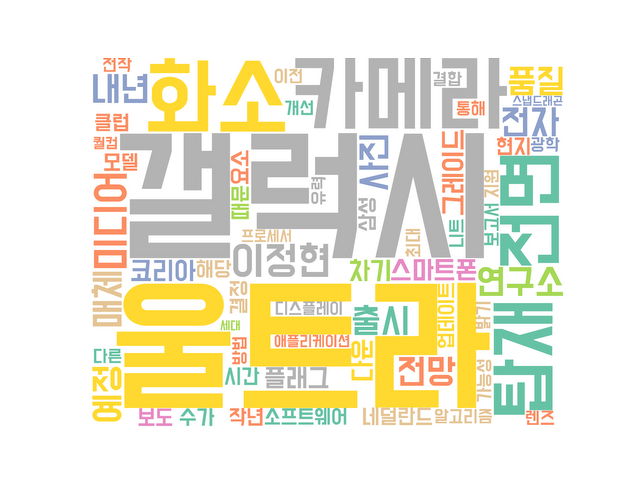 전작
이전
결합
내년
화소
카메라
품질
스냅드래곤
개선
통해
클럽
전자
퀄컴
현지
광학
모델
요소
사진
그레이드
갤럭시
때문
지원
전면
미디어
삼성
보고서
니트
프로세서
이정현
최대
코리아
해당
차기
스마트폰
연구소
매체
결정
디스플레이
출시
업데이트
밝기
탑재
울트라
세대
애플리케이션
다른
방법
다운
전망
예정
시간
플래그
가능성
보도
수가
작년
소프트웨어
네덜란드
알고리즘
렌즈